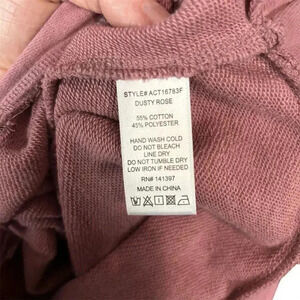 STYLE# ACT16783F
DUSTY ROSE
55% COTTON
45% POLYESTER
HAND WASH COLD
DO NOT BLEACH
LINE DRY
DO NOT TUMBLE DRY
LOW IRON IF NEEDED
RN# 141397
MADE IN CHINA